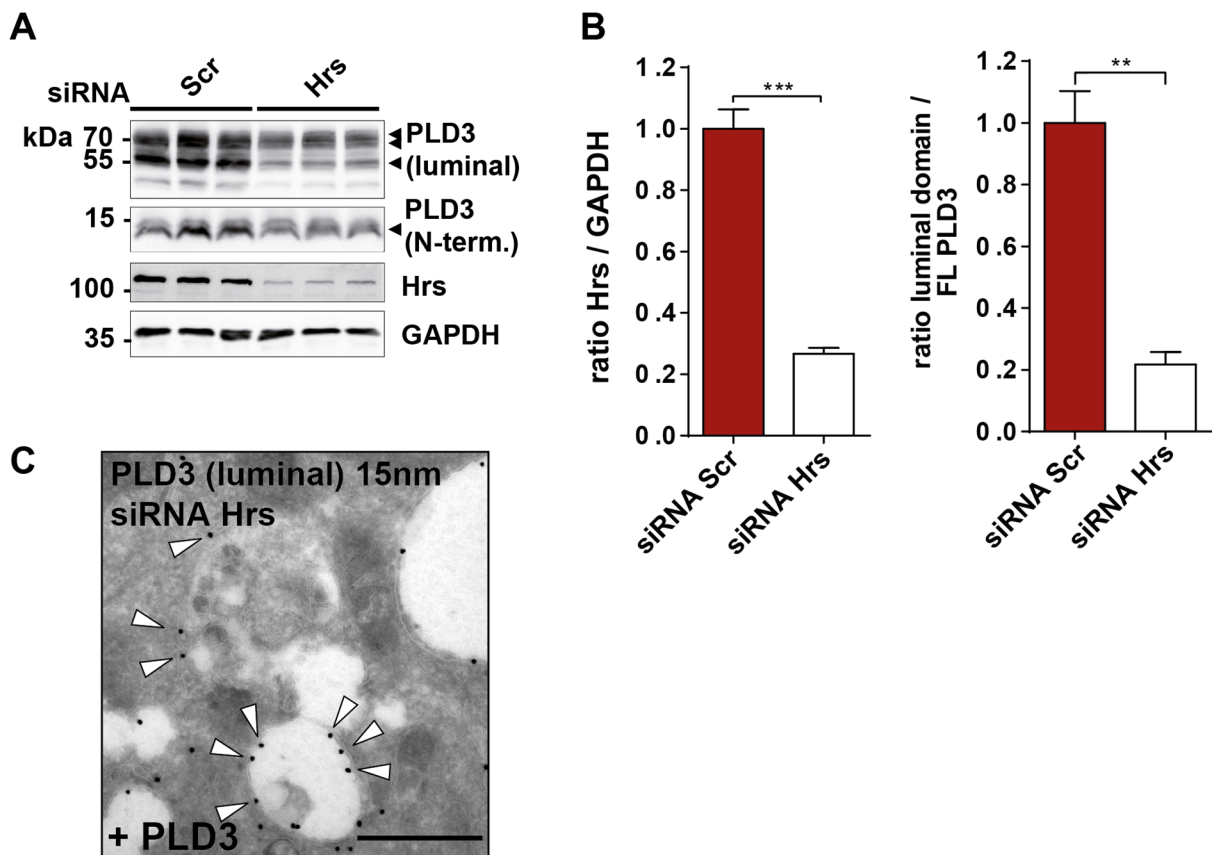 A
siRNA
Scr
Hrs
kDa
70
55
PLD3
(luminal)
15
PLD3
(N-term.)
100
Hrs
35
GAPDH
B
ratio Hrs / GAPDH
1.2
1.0
0.8
0.6
0.4
0.2
0.0
***
siRNA Scr
siRNA Hrs
ratio luminal domain /
FL PLD3
1.2
1.0
0.8
0.6
0.4
0.2
0.0
**
siRNA Scr
siRNA Hrs
C
PLD3 (luminal) 15nm
siRNA Hrs
+ PLD3